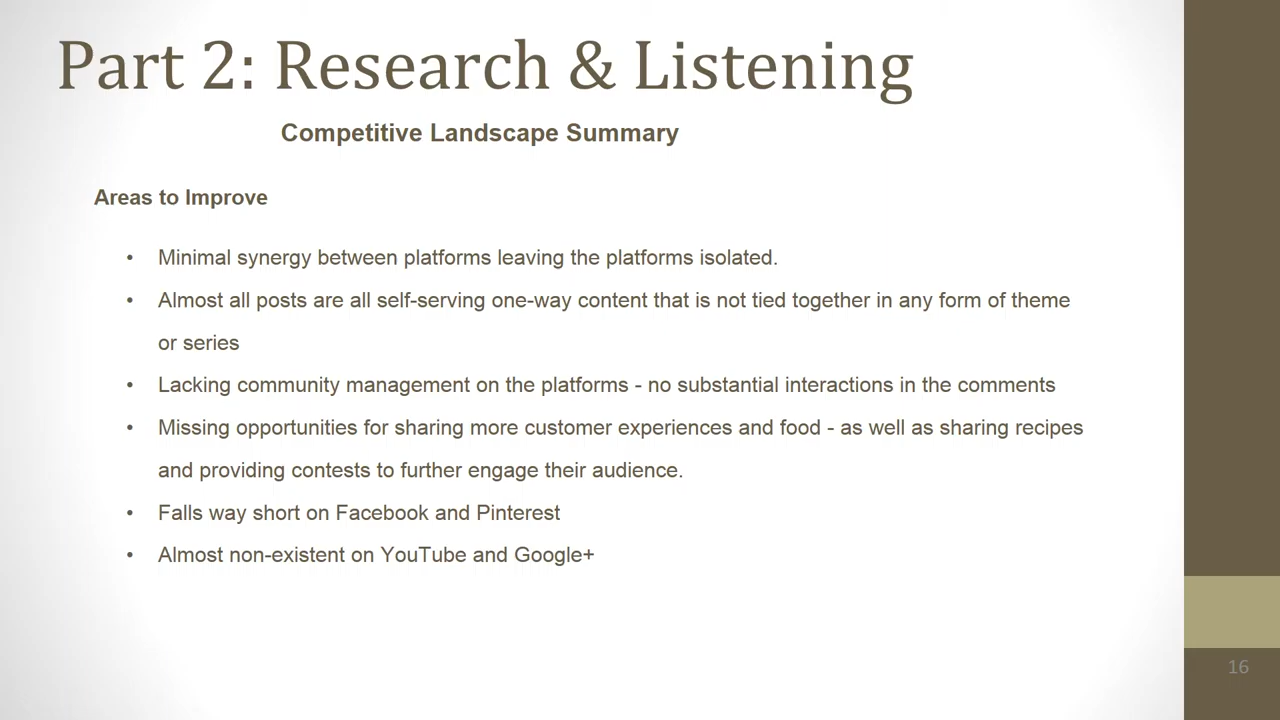 Part 2: Research & Listening
Competitive Landscape Summary
Areas to Improve
• Minimal synergy between platforms leaving the platforms isolated.
• Almost all posts are all self-serving one-way content that is not tied together in any form of theme
or series
• Lacking community management on the platforms - no substantial interactions in the comments
• Missing opportunities for sharing more customer experiences and food - as well as sharing recipes
and providing contests to further engage their audience.
• Falls way short on Facebook and Pinterest
• Almost non-existent on YouTube and Google+
16